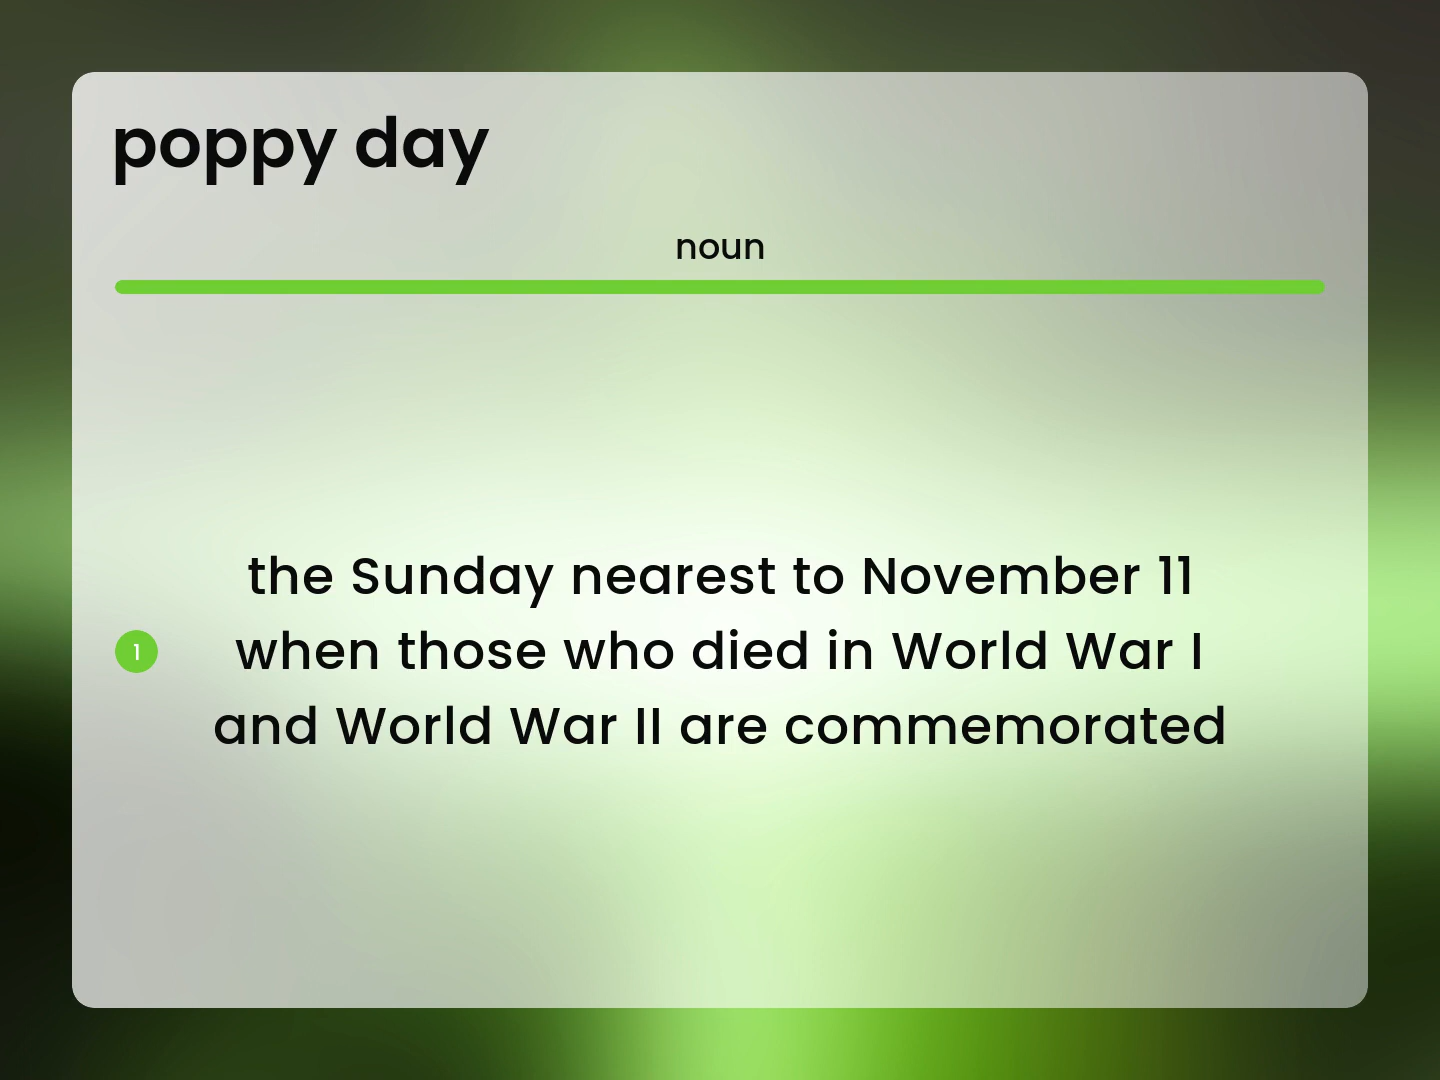 poppy day
noun
the Sunday nearest to November 11
1
when those who died in World War I
and World War II are commemorated